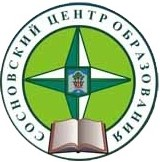 СОСНОВСКИЙ ЦЕНТР ОБРАЗОВАНИЯ